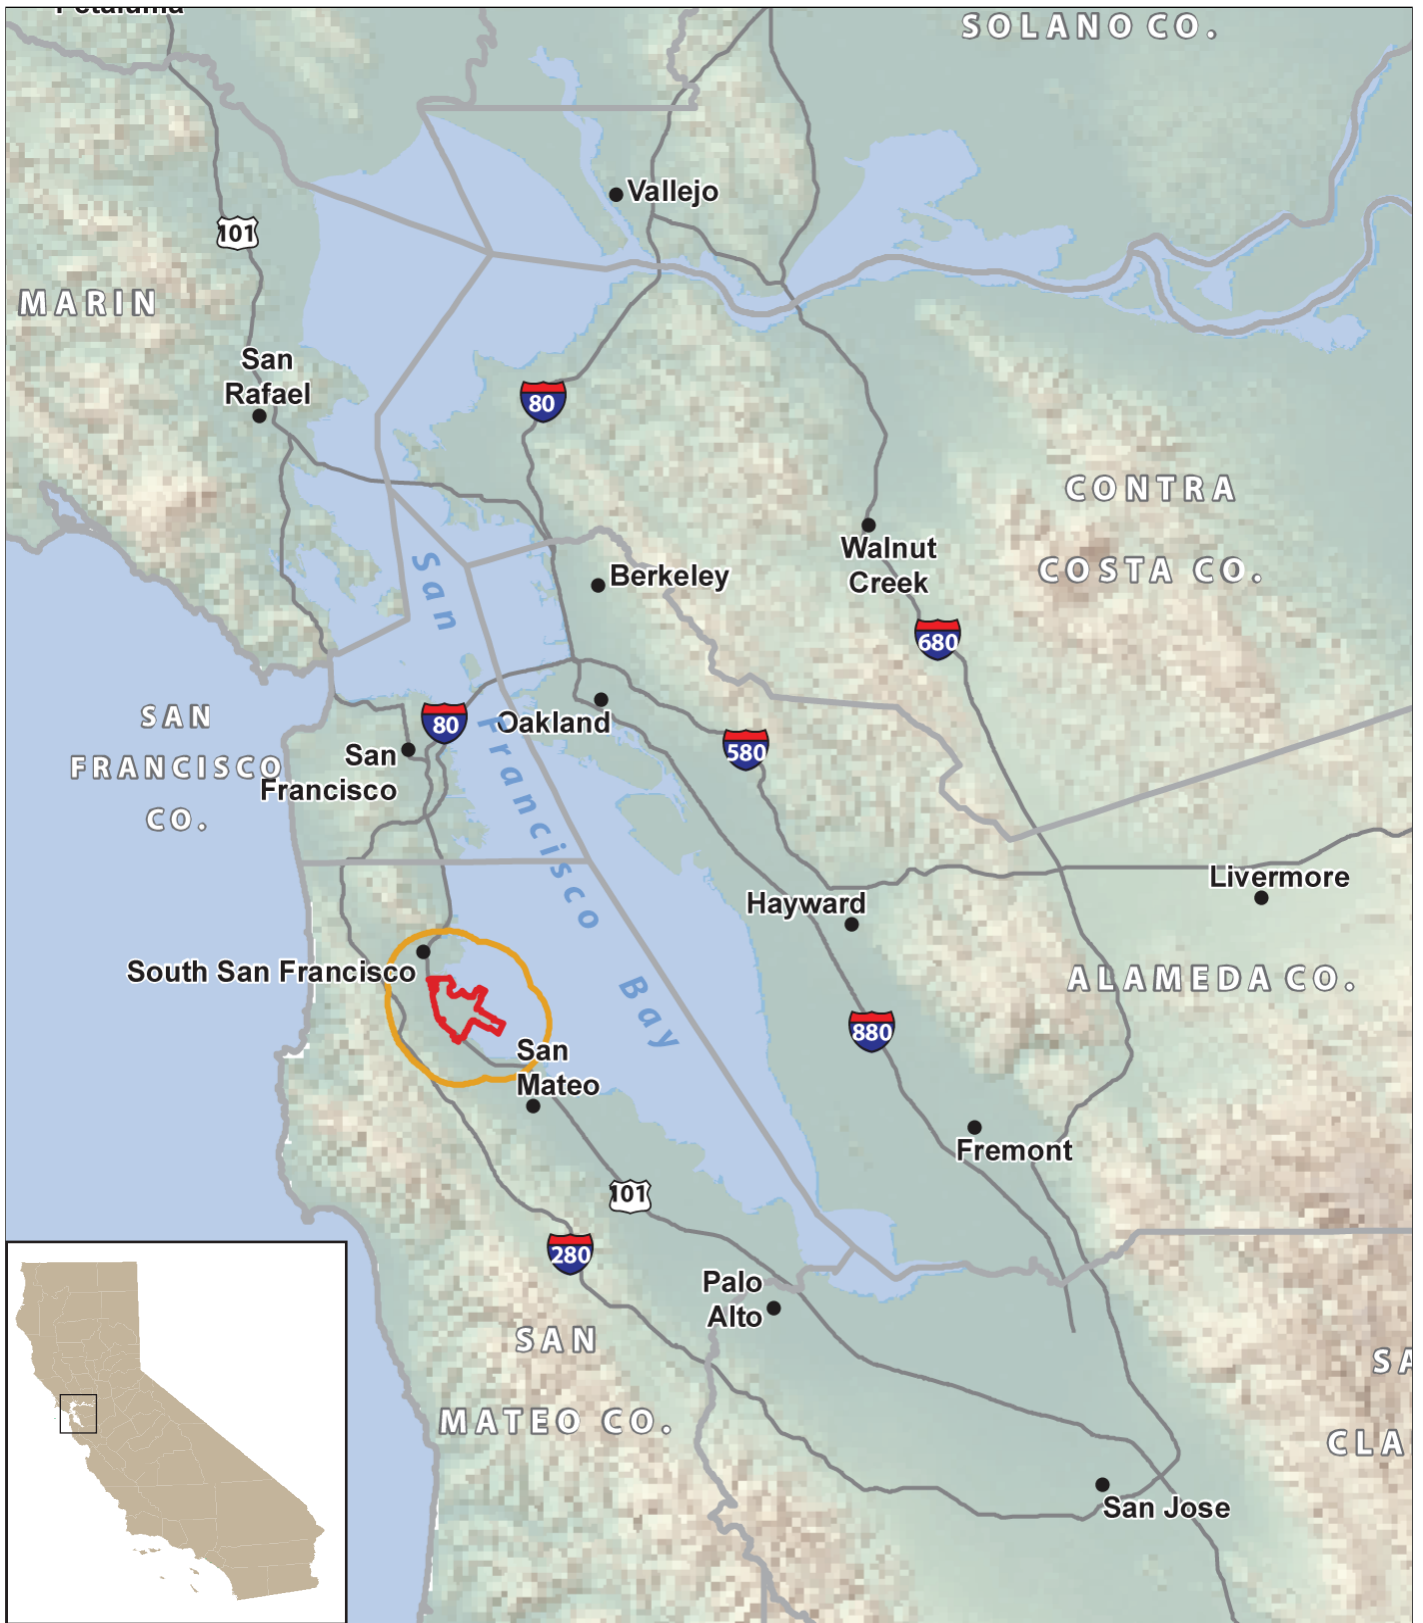 Petaluma
SOLANO CO.
Vallejo
101
MARIN
San
Rafael
80
CONTRA
COSTA CO.
Walnut
Creek
Berkeley
680
San Francisco Bay
SAN
FRANCISCO
CO.
80
Oakland
580
San
Francisco
Livermore
Hayward
South San Francisco
ALAMEDA CO.
880
San
Mateo
Fremont
101
280
Palo
Alto
SAN
MATEO CO.
SA
CLA
San Jose